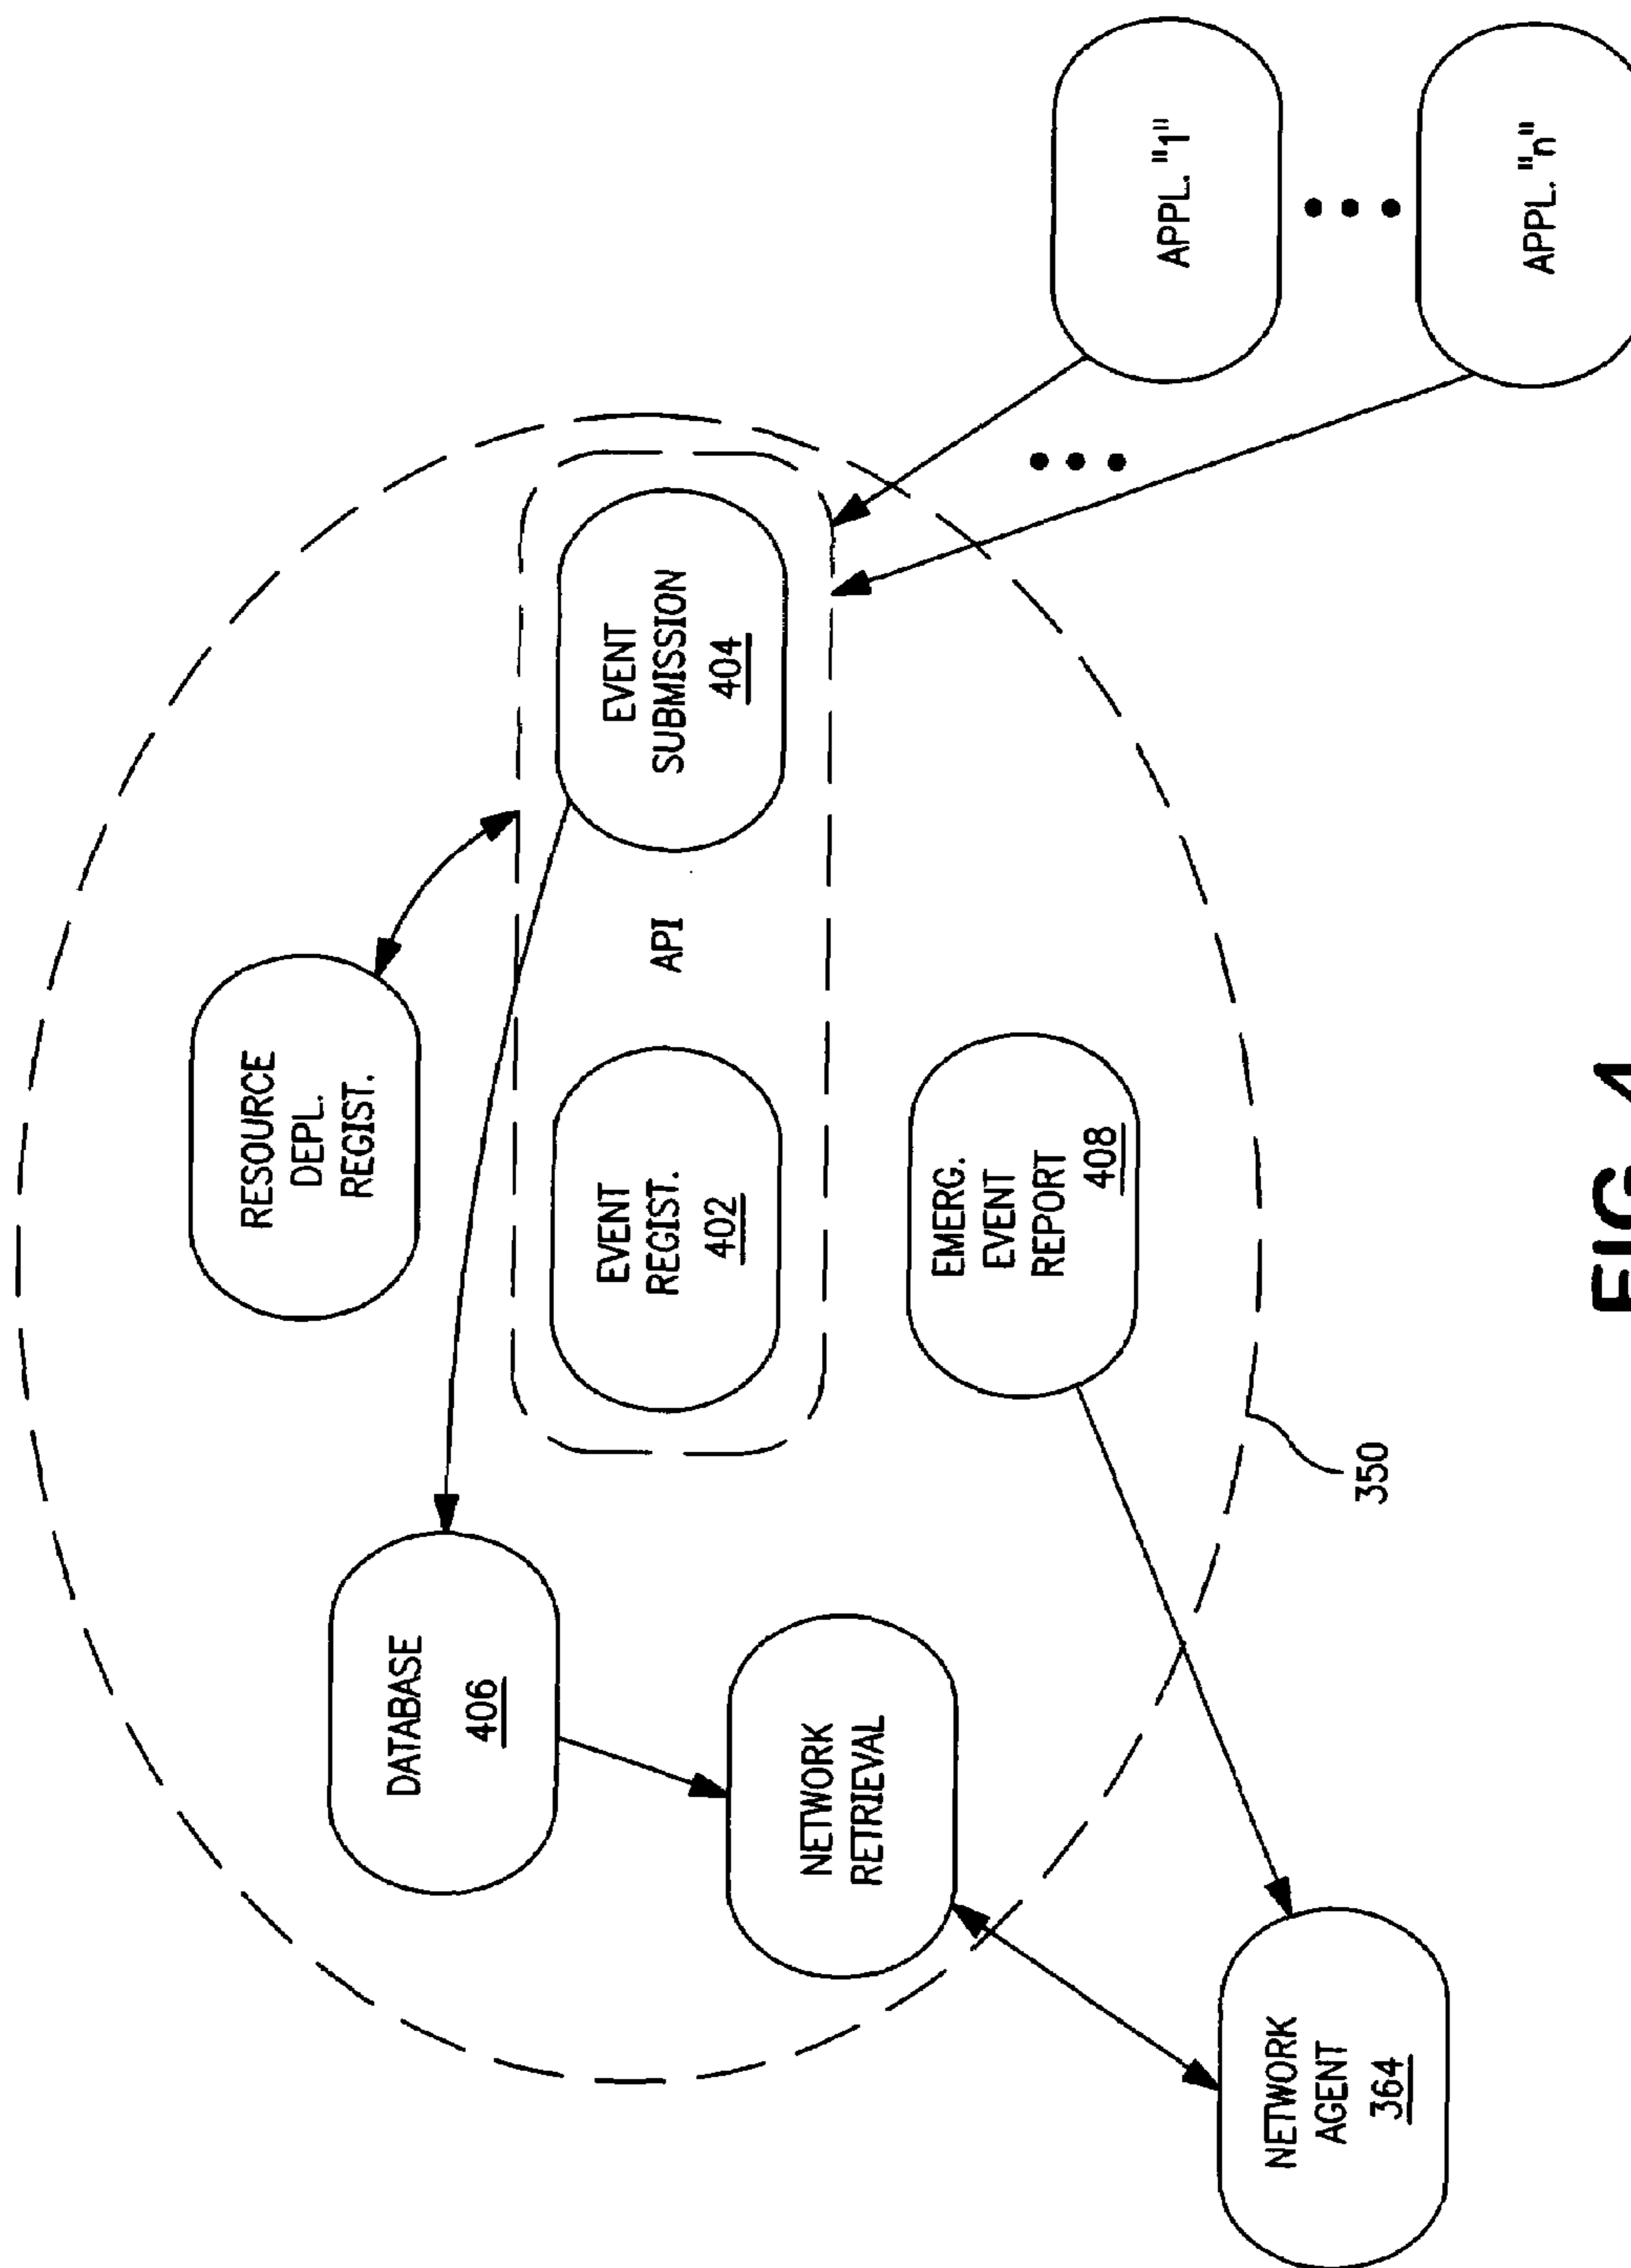 RESOURCE
DEPL.
REGIST.
DATABASE
406
EVENT
REGIST.
402
API
EVENT
SUBMISSION
404
NETWORK
RETRIEVAL
EMERG.
EVENT
REPORT 408
APPL. "1"
NETWORK
AGENT
364
350
APPL. "n"
FIG.4